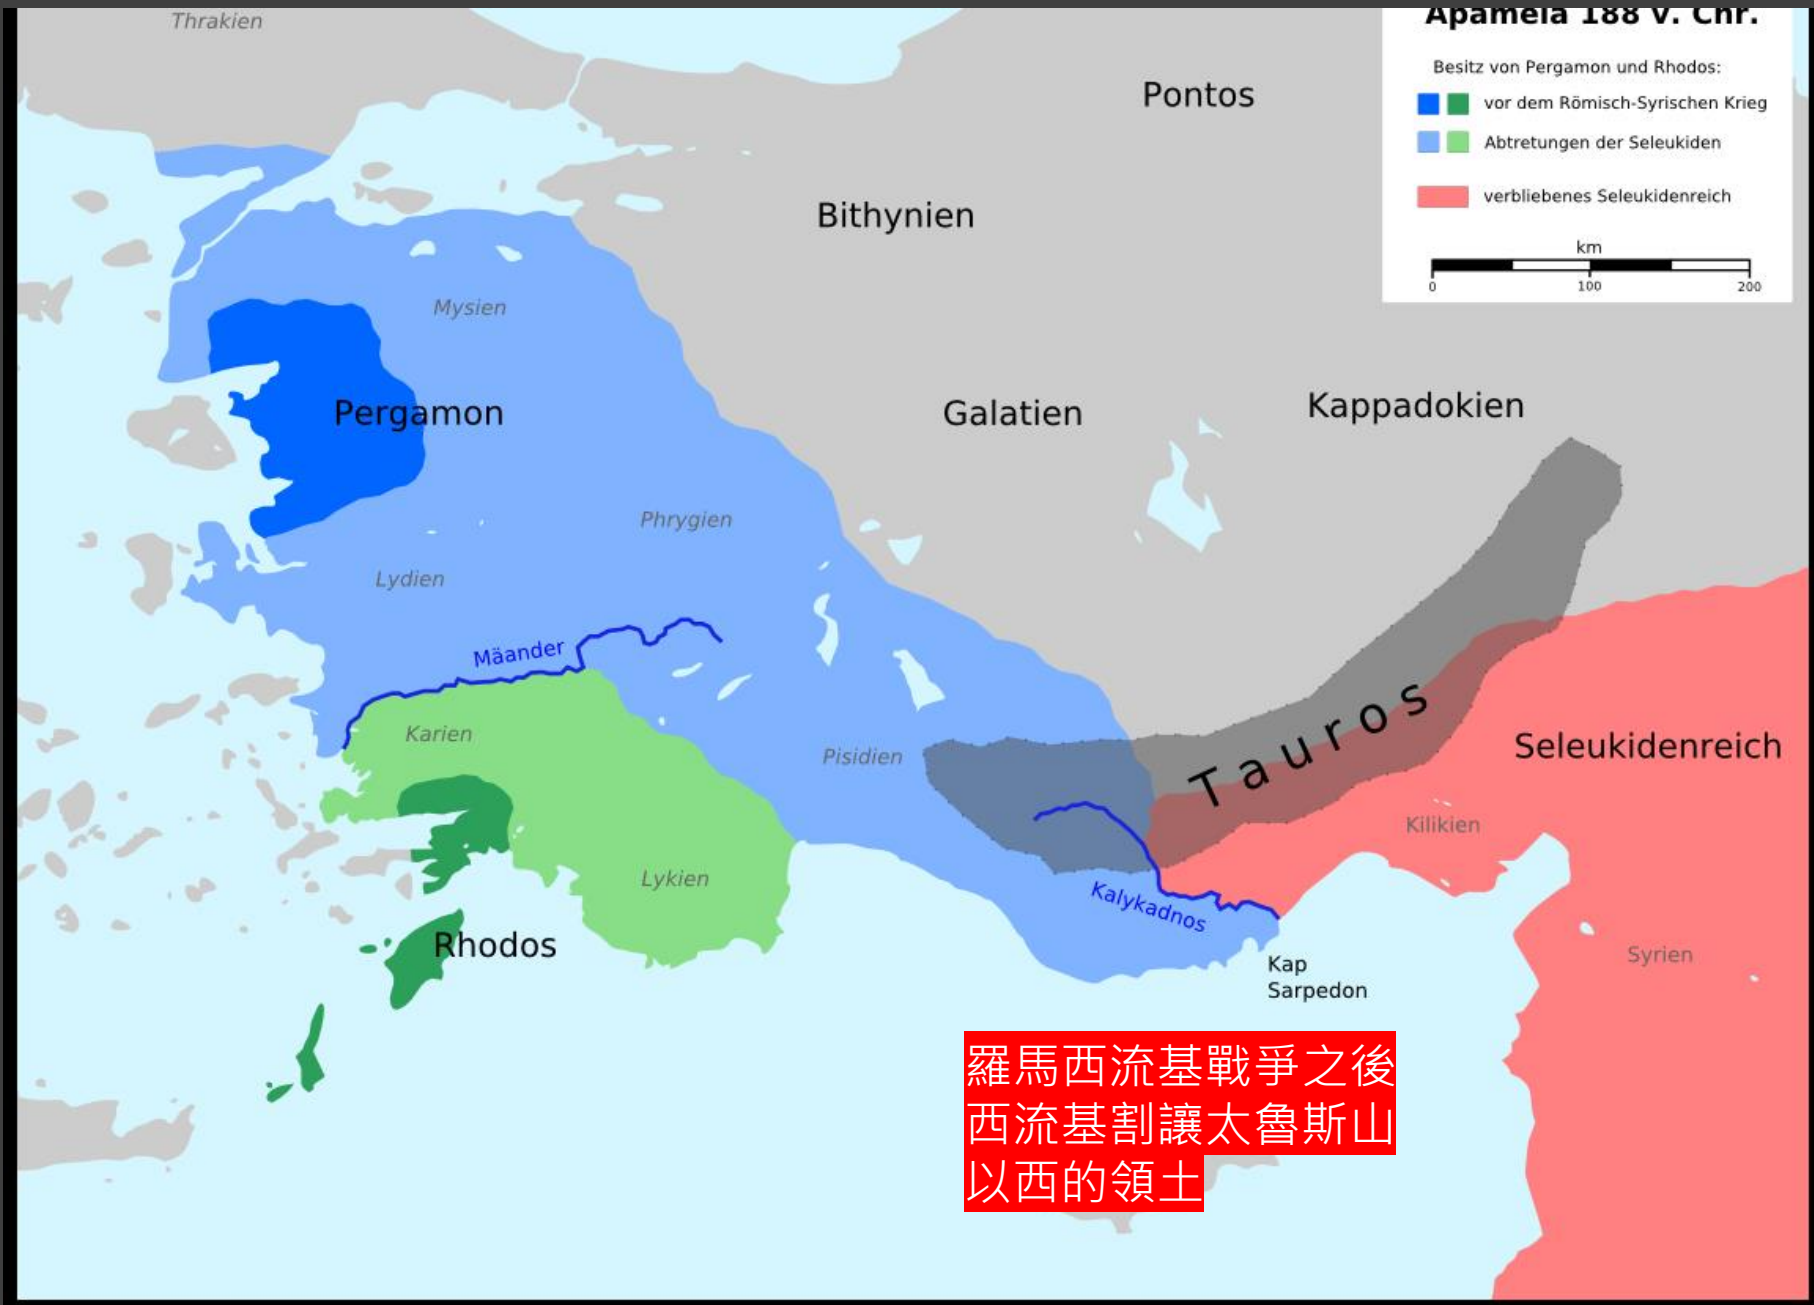 Thrakien
Apameia 188 v. Chr.
Besitz von Pergamon und Rhodos:
vor dem Römisch-Syrischen Krieg
Abtretungen der Seleukiden
verbliebenes Seleukidenreich
km
0 100 200
Pontos
Bithynien
Mysien
Pergamon
Galatien
Kappadokien
Phrygien
Lydien
Mäander
Karien
Pisidien
Tauros
Seleukidenreich
Kilikien
Lykien
Kalykadnos
Rhodos
Kap
Sarpedon
Syrien
羅馬西流基戰爭之後
西流基割讓太魯斯山
以西的領土